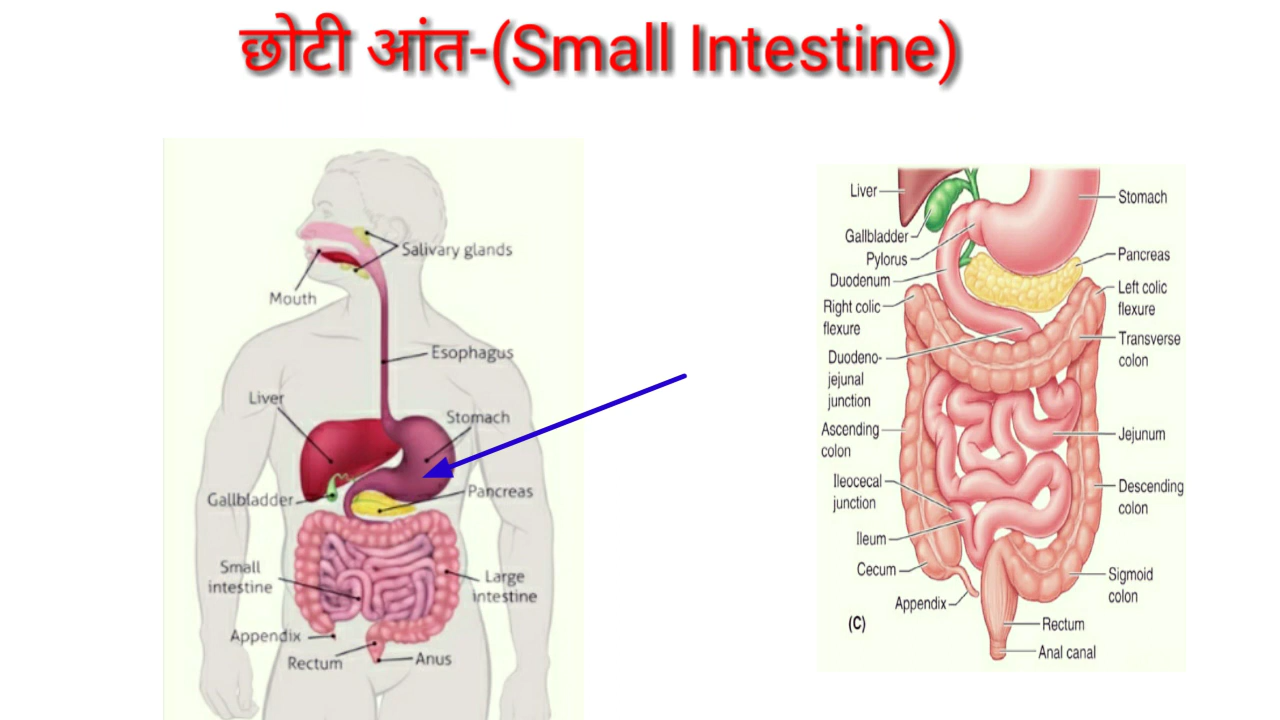 छोटी आंत-(Small Intestine)
Salivary glands
Mouth
Esophagus
Liver
Stomach
Gallbladder
Pancreas
Small
intestine
Large
intestine
Appendix
Rectum
Anus
Liver
Stomach
Gallbladder
Pylorus
Pancreas
Duodenum
Left colic
flexure
Right colic
flexure
Transverse
colon
Duodeno-
jejunal
junction
Ascending
colon
Jejunum
Ileocecal
junction
Descending
colon
Ileum
Cecum
Sigmoid
colon
Appendix
(C)
Rectum
Anal canal